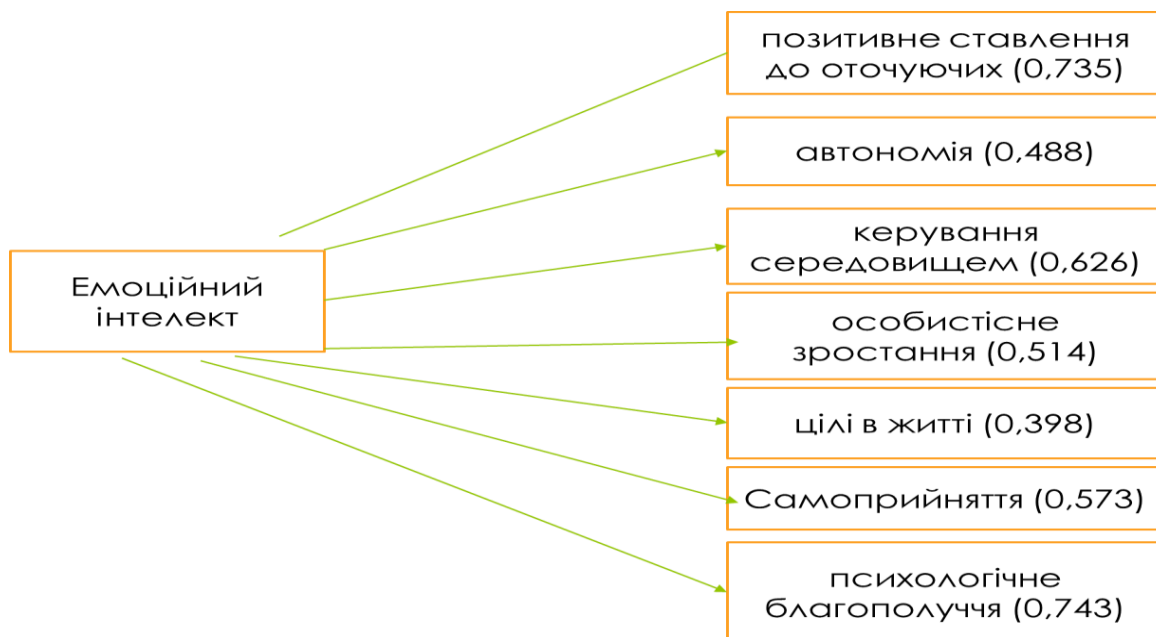 позитивне ставлення
до оточуючих (0,735)
автономія (0,488)
керування
середовищем (0,626)
Емоційний
інтелект
особистісне
зростання (0,514)
цілі в житті (0,398)
Самоприйняття (0,573)
психологічне
благополуччя (0,743)